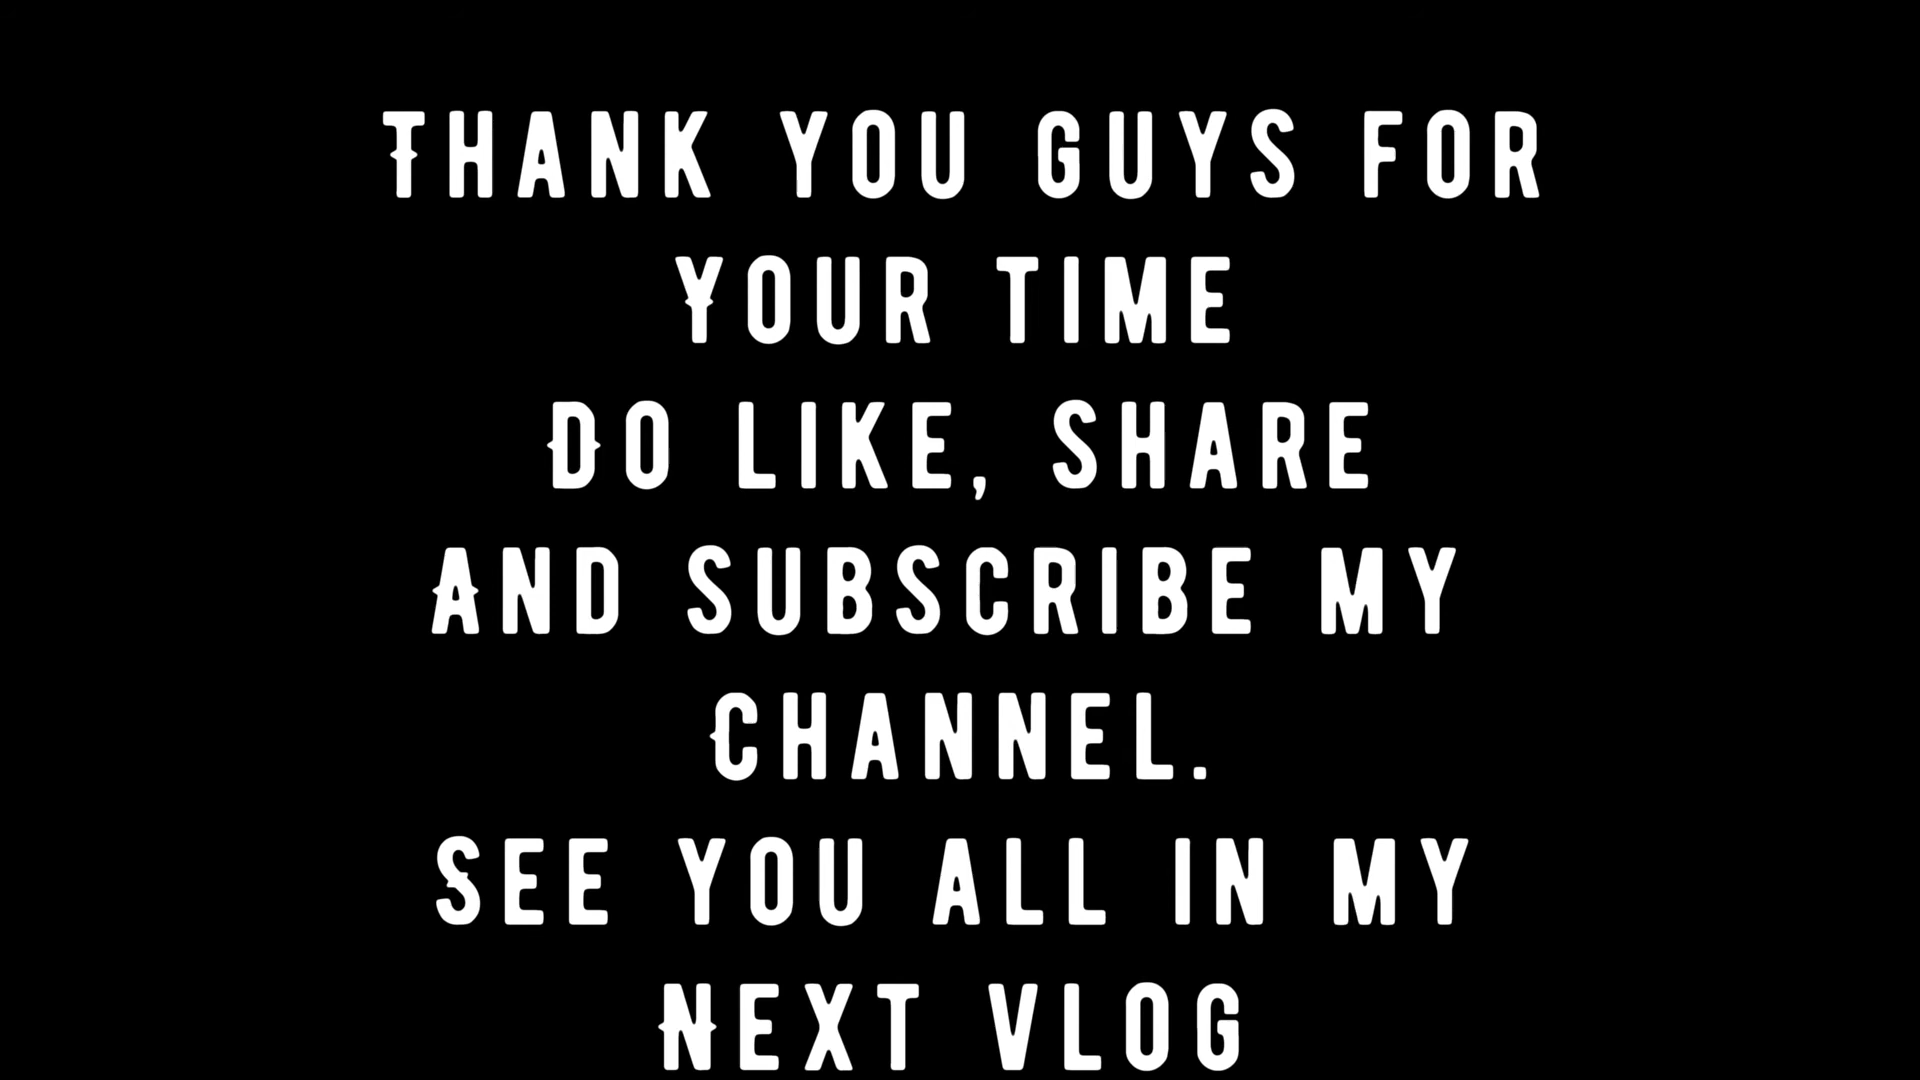 Thank you guys for
Your time
Do like, share
And subscribe my
Channel.
See you all in my
Next vlog